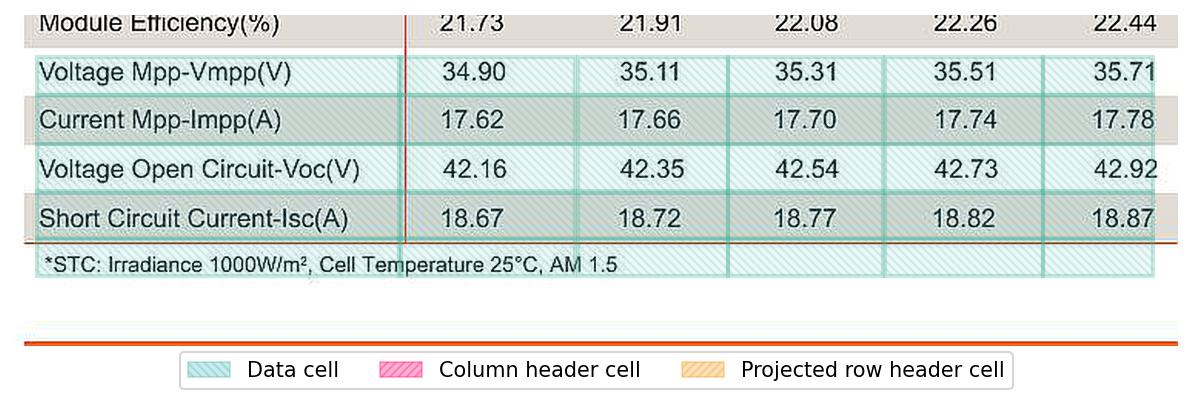 Module Efficiency(%) 21.73 21.91 22.08 22.26 22.44
Voltage Mpp-Vmpp(V) 34.90 35.11 35.31 35.51 35.71
Current Mpp-Impp(A) 17.62 17.66 17.70 17.74 17.78
Voltage Open Circuit-Voc(V) 42.16 42.35 42.54 42.73 42.92
Short Circuit Current-Isc(A) 18.67 18.72 18.77 18.82 18.87
*STC: Irradiance 1000W/m², Cell Temperature 25°C, AM 1.5
Data cell Column header cell Projected row header cell